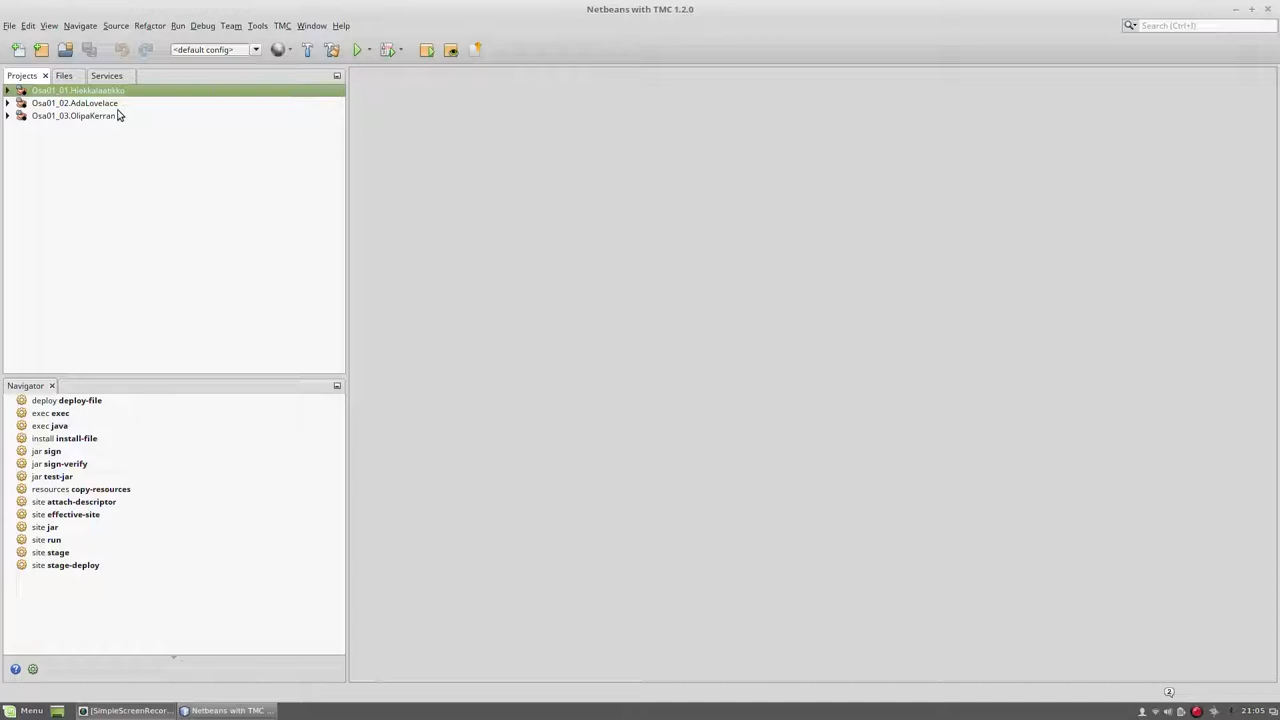 Netbeans with TMC 1.2.0
File Edit View Navigate Source Refactor Run Debug Team Tools TMC Window Help
Search (Ctrl+I)
<default config>
Projects Files Services
Osa01_01.Hiekkalaatikko
Osa01_02.AdaLovelace
Osa01_03.OlipaKerran
Navigator
deploy deploy-file
exec exec
exec java
install install-file
jar sign
jar sign-verify
jar test-jar
resources copy-resources
site attach-descriptor
site effective-site
site jar
site run
site stage
site stage-deploy
2
Menu [SimpleScreenRecor... Netbeans with TMC ... 21:05